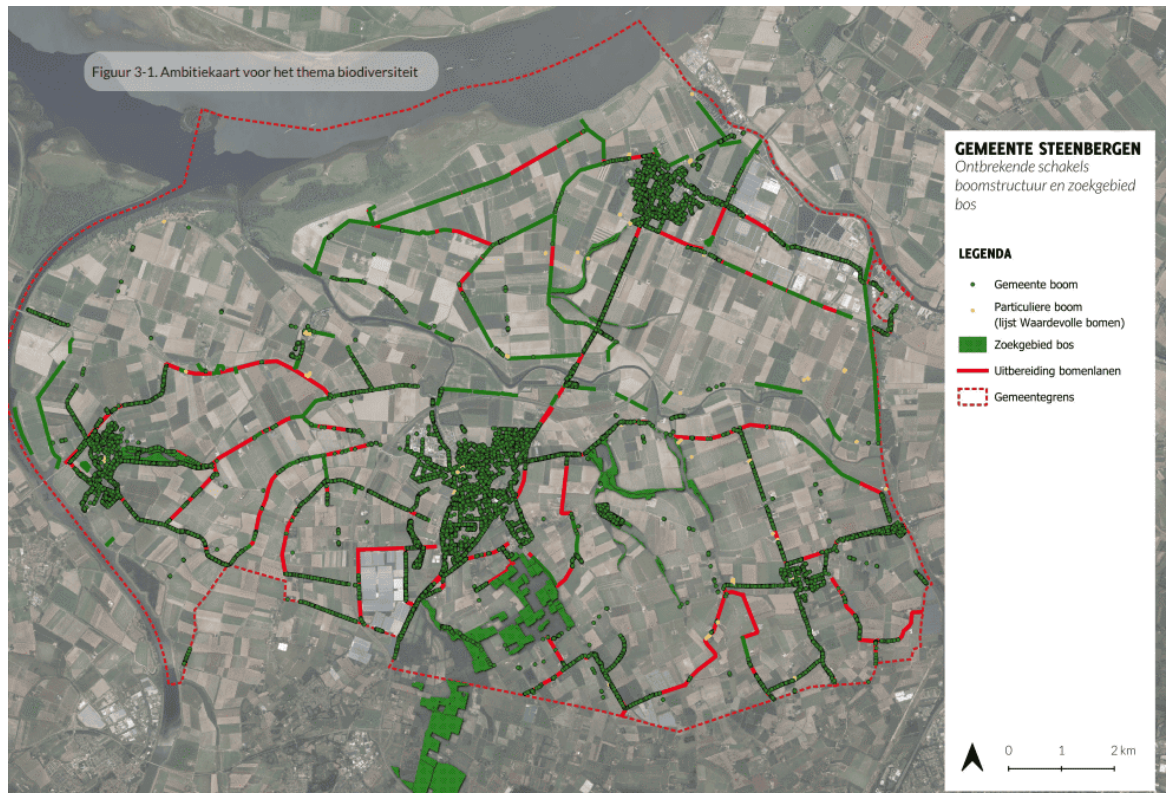 Figuur 3-1. Ambitiekaart voor het thema biodiversiteit
GEMEENTE STEENBERGEN
Ontbrekende schakels
boomstructuur en zoekgebied
bos
LEGENDA
Gemeente boom
Particuliere boom
(lijst Waardevolle bomen)
Zoekgebied bos
Uitbereiding bomenlanen
Gemeentegrens
0 1 2 km